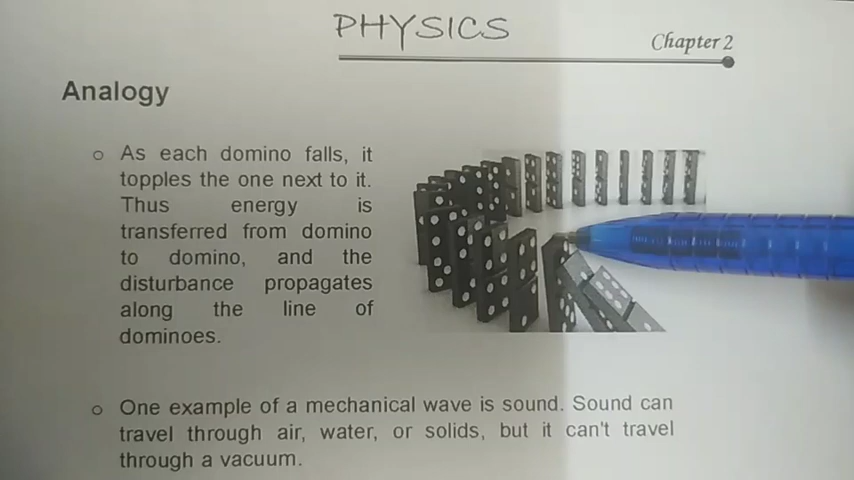 PHYSICS
Chapter 2
Analogy
o As each domino falls, it
topples the one next to it.
Thus energy is
transferred from domino
to domino, and the
disturbance propagates
along the line of
dominoes.
o One example of a mechanical wave is sound. Sound can
travel through air, water, or solids, but it can't travel
through a vacuum.